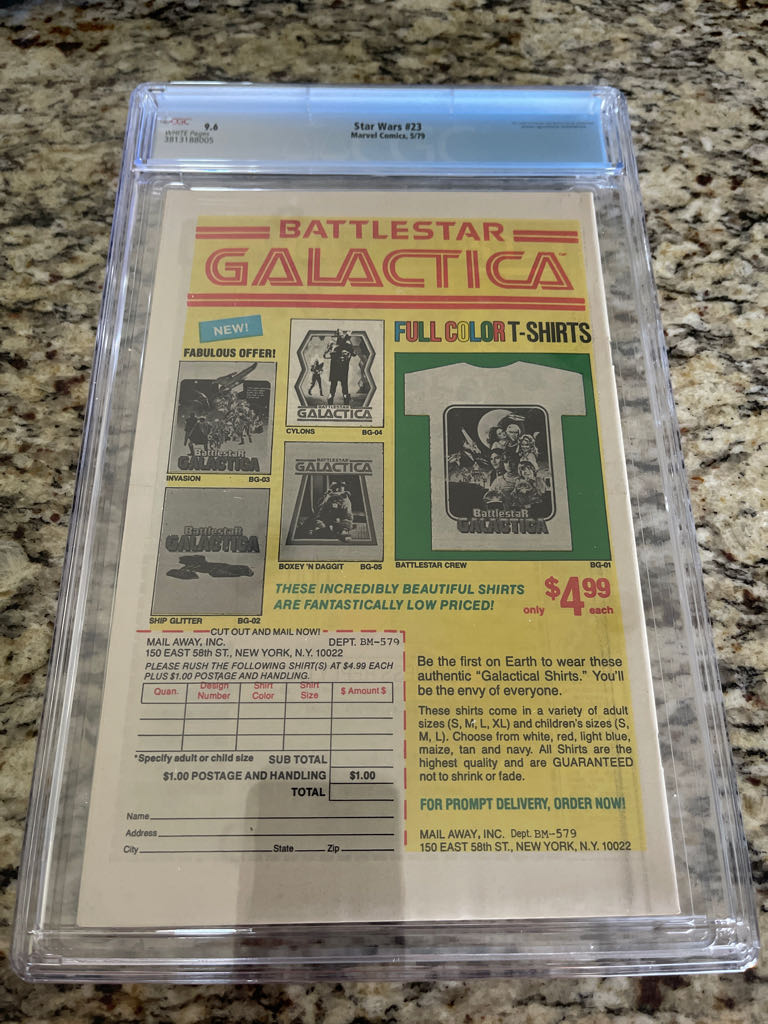 CGC 9.6
WHITE Pages
3813188005
Star Wars #23
Marvel Comics, 5/79
BATTLESTAR
GALACTICA™
NEW!
FABULOUS OFFER!
FULL COLOR T-SHIRTS
BATTLESTAR
GALACTICA
CYLONS BG-04
Battlestar
GALACTICA
INVASION BG-03
BATTLESTAR
GALACTICA
BOXEY 'N DAGGIT BG-05
BattlestaR
GALACTICA
SHIP GLITTER BG-02
BattlestaR
GALACTICA
BATTLESTAR CREW BG-01
THESE INCREDIBLY BEAUTIFUL SHIRTS
ARE FANTASTICALLY LOW PRICED!
only $4.99 each
CUT OUT AND MAIL NOW!
MAIL AWAY, INC. DEPT. BM-579
150 EAST 58th ST., NEW YORK, N.Y. 10022
PLEASE RUSH THE FOLLOWING SHIRT(S) AT $4.99 EACH
PLUS $1.00 POSTAGE AND HANDLING.
Quan. Design Number Shirt Color Shirt Size $ Amount $
*Specify adult or child size SUB TOTAL
$1.00 POSTAGE AND HANDLING $1.00
TOTAL
Name
Address
City State Zip
Be the first on Earth to wear these
authentic "Galactical Shirts." You'll
be the envy of everyone.
These shirts come in a variety of adult
sizes (S, M, L, XL) and children's sizes (S,
M, L). Choose from white, red, light blue,
maize, tan and navy. All Shirts are the
highest quality and are GUARANTEED
not to shrink or fade.
FOR PROMPT DELIVERY, ORDER NOW!
MAIL AWAY, INC. Dept. BM--579
150 EAST 58th ST., NEW YORK, N.Y. 10022